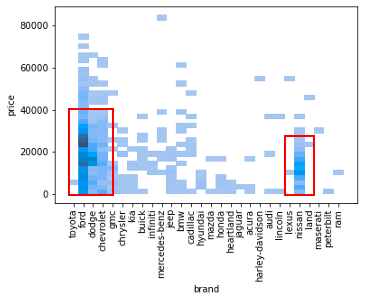 80000
60000
40000
20000
0
price
toyota
ford
dodge
chevrolet
gmc
chrysler
kia
buick
infiniti
mercedes-benz
jeep
bmw
cadillac
hyundai
mazda
honda
heartland
jaguar
acura
harley-davidson
audi
lincoln
lexus
nissan
land
maserati
peterbilt
ram
brand